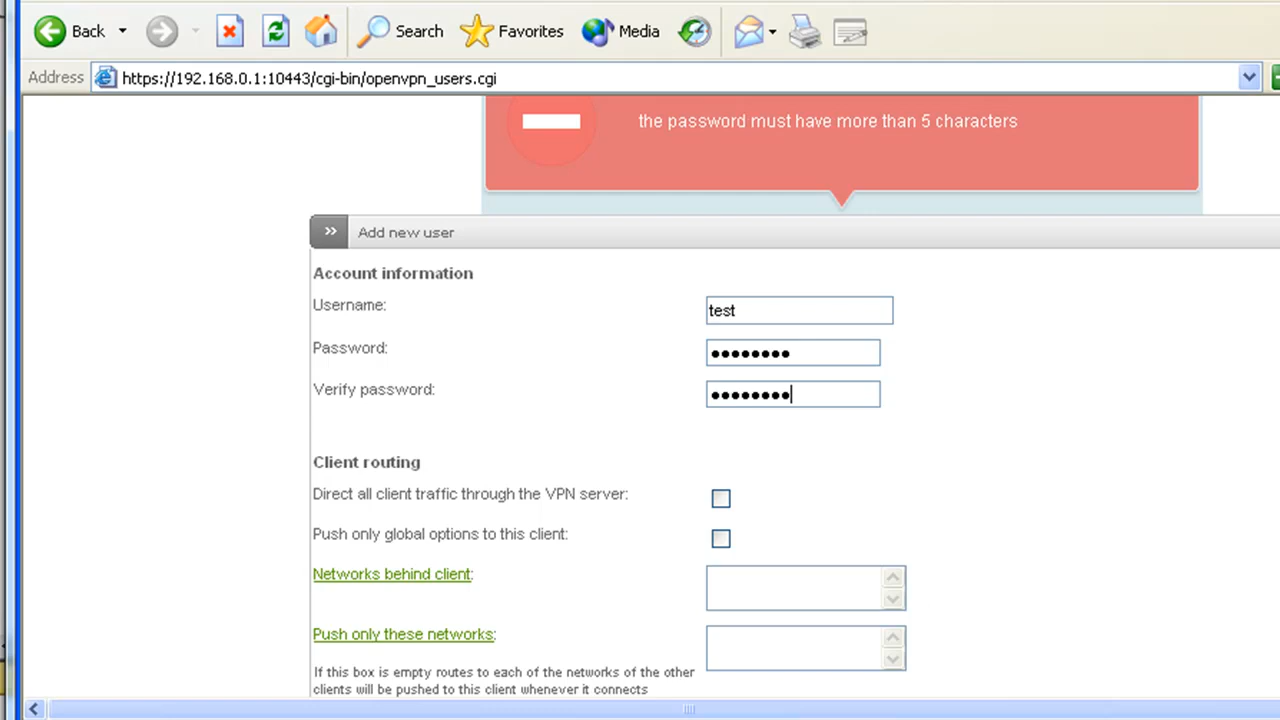 Back Search Favorites Media
Address https://192.168.0.1:10443/cgi-bin/openvpn_users.cgi
the password must have more than 5 characters
» Add new user
Account information
Username: test
Password: ●●●●●●●●
Verify password: ●●●●●●●●
Client routing
Direct all client traffic through the VPN server:
Push only global options to this client:
Networks behind client:
Push only these networks:
If this box is empty routes to each of the networks of the other
clients will be pushed to this client whenever it connects